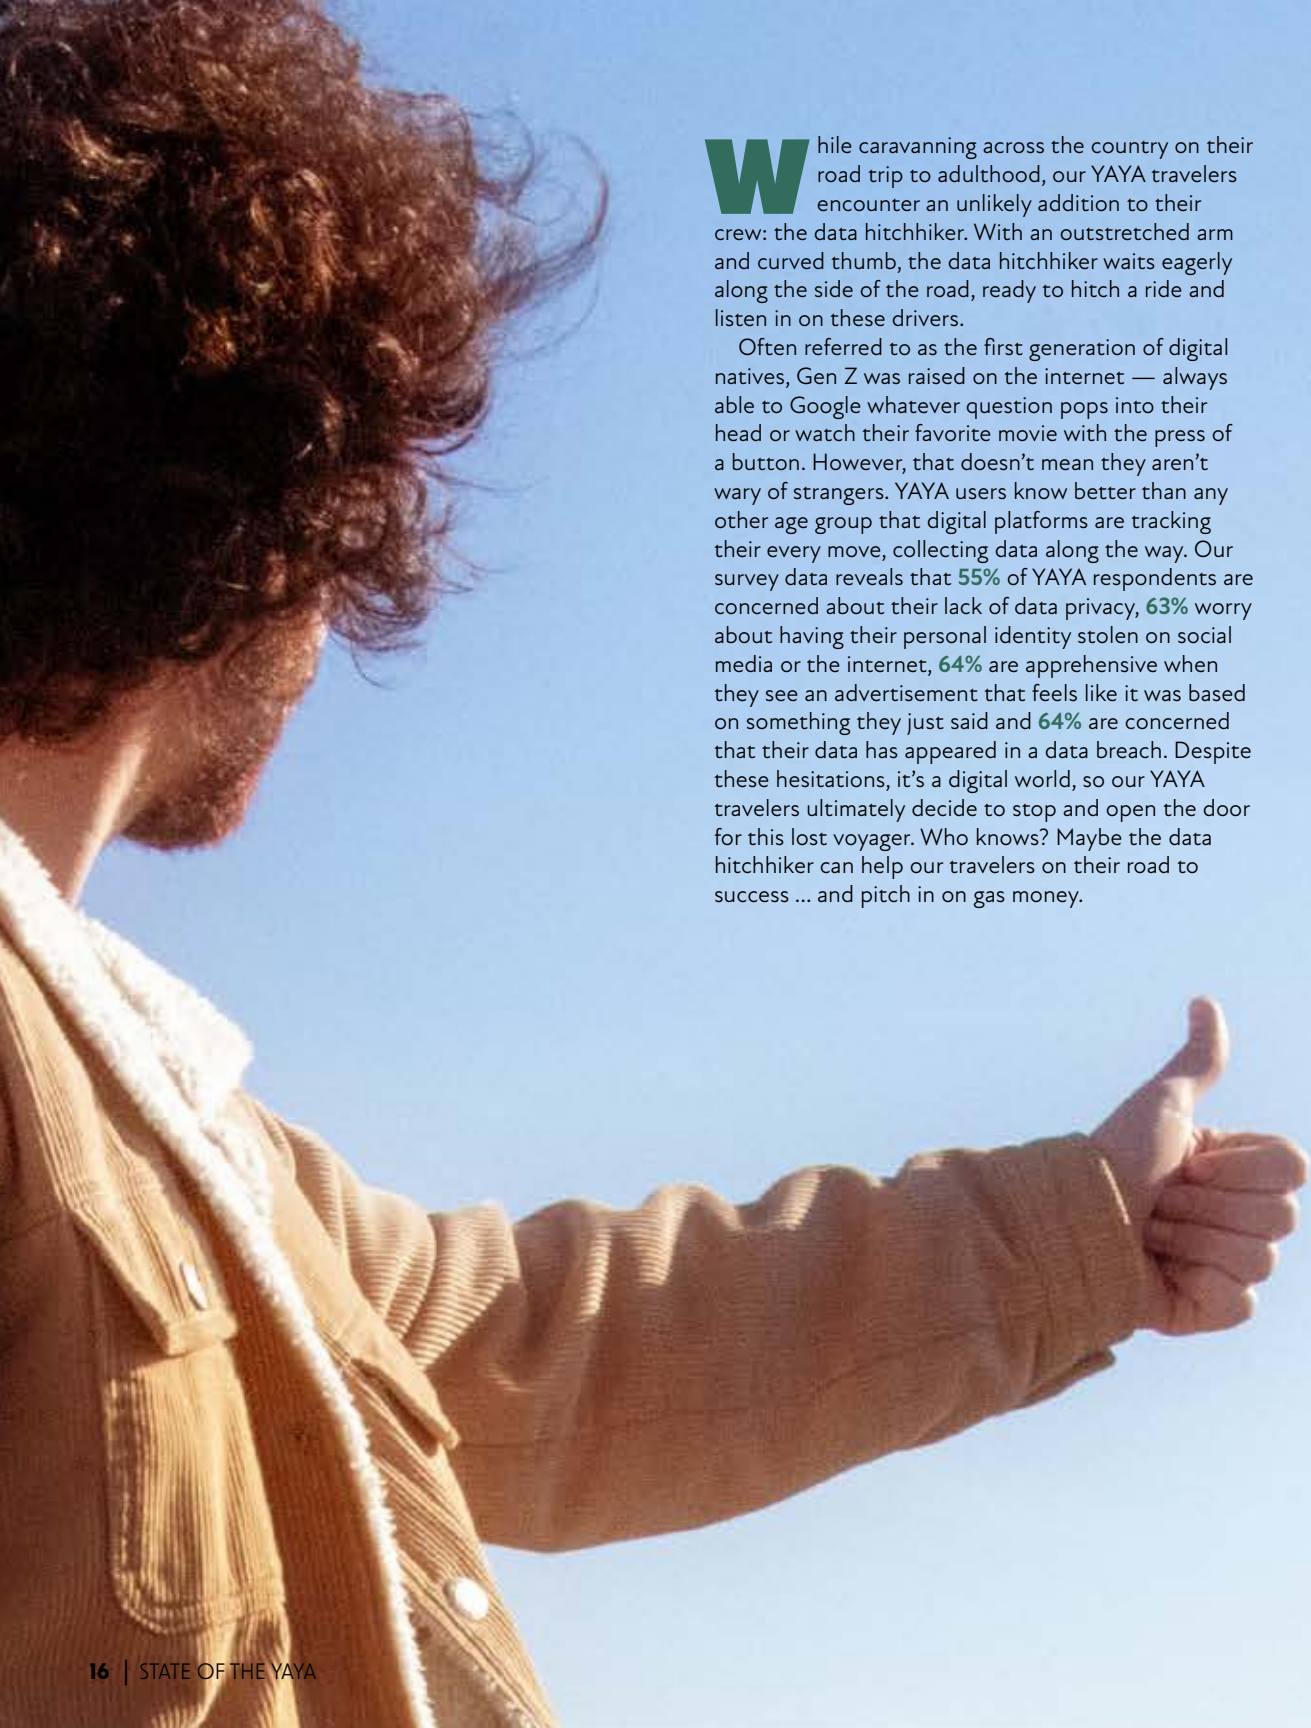 While caravanning across the country on their
road trip to adulthood, our YAYA travelers
encounter an unlikely addition to their
crew: the data hitchhiker. With an outstretched arm
and curved thumb, the data hitchhiker waits eagerly
along the side of the road, ready to hitch a ride and
listen in on these drivers.
Often referred to as the first generation of digital
natives, Gen Z was raised on the internet — always
able to Google whatever question pops into their
head or watch their favorite movie with the press of
a button. However, that doesn’t mean they aren’t
wary of strangers. YAYA users know better than any
other age group that digital platforms are tracking
their every move, collecting data along the way. Our
survey data reveals that 55% of YAYA respondents are
concerned about their lack of data privacy, 63% worry
about having their personal identity stolen on social
media or the internet, 64% are apprehensive when
they see an advertisement that feels like it was based
on something they just said and 64% are concerned
that their data has appeared in a data breach. Despite
these hesitations, it’s a digital world, so our YAYA
travelers ultimately decide to stop and open the door
for this lost voyager. Who knows? Maybe the data
hitchhiker can help our travelers on their road to
success ... and pitch in on gas money.
16 | STATE OF THE YAYA